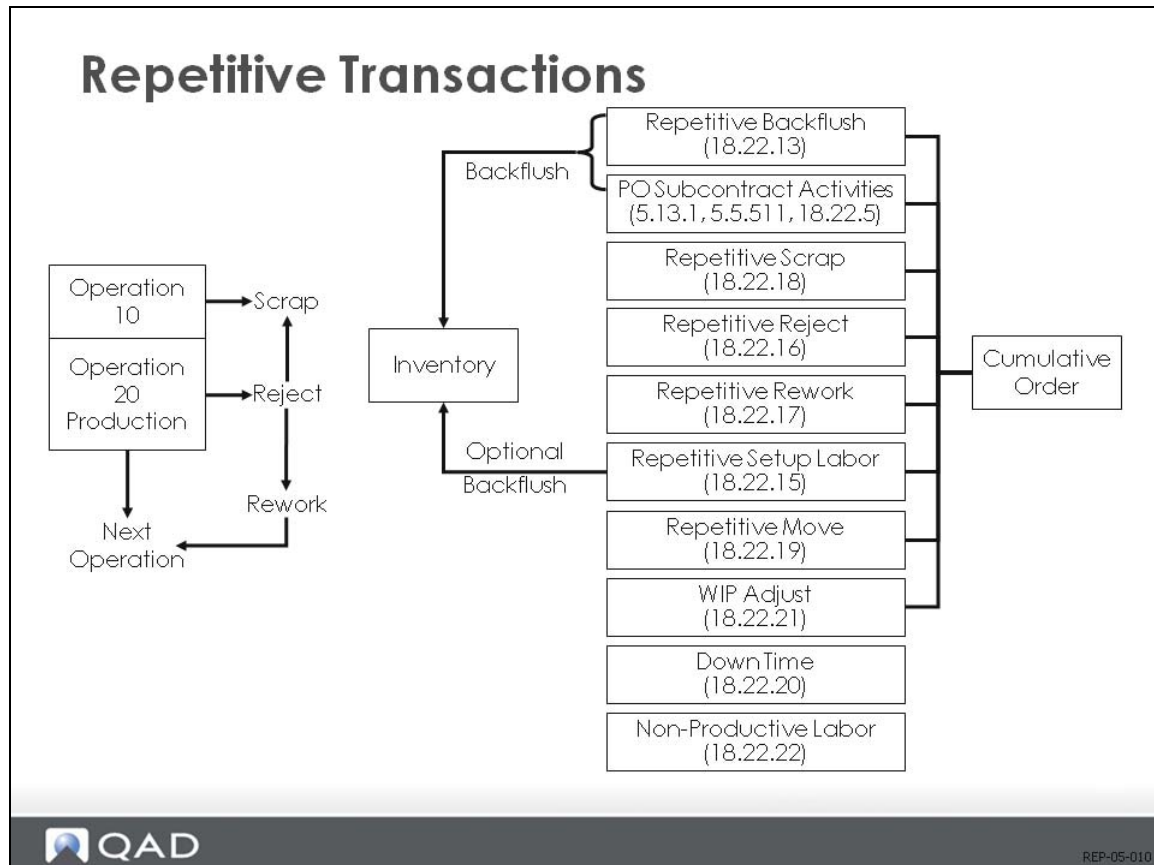 Repetitive Transactions
Operation
10
Operation
20
Production
Scrap
Reject
Rework
Next
Operation
Backflush
Inventory
Optional
Backflush
Repetitive Backflush
(18.22.13)
PO Subcontract Activities
(5.13.1, 5.5.511, 18.22.5)
Repetitive Scrap
(18.22.18)
Repetitive Reject
(18.22.16)
Repetitive Rework
(18.22.17)
Repetitive Setup Labor
(18.22.15)
Repetitive Move
(18.22.19)
WIP Adjust
(18.22.21)
Down Time
(18.22.20)
Non-Productive Labor
(18.22.22)
Cumulative
Order
QAD
REP-05-010